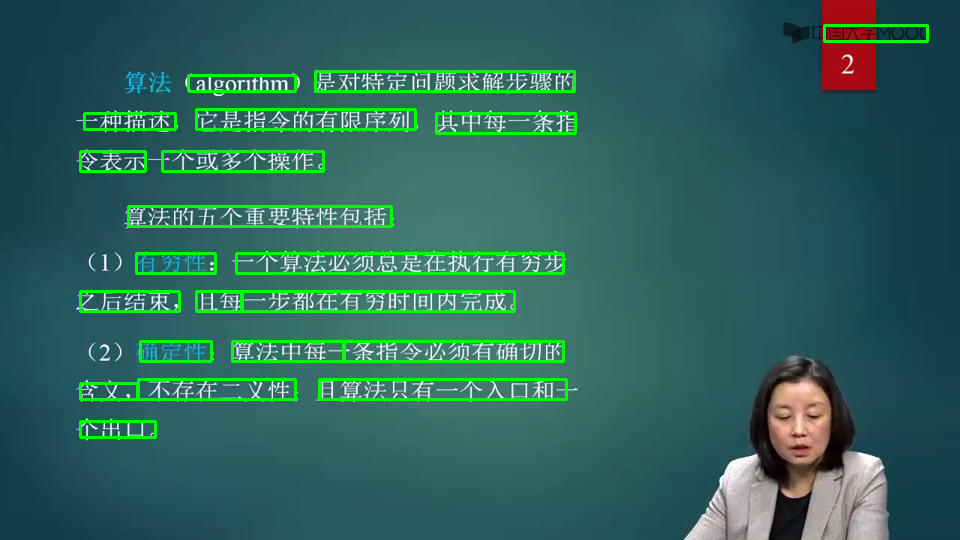 中国大学MOOC
2
算法（algorithm）是对特定问题求解步骤的
一种描述，它是指令的有限序列，其中每一条指
令表示一个或多个操作。
算法的五个重要特性包括：
（1）有穷性：一个算法必须总是在执行有穷步
之后结束，且每一步都在有穷时间内完成。
（2）确定性：算法中每一条指令必须有确切的
含义，不存在二义性，且算法只有一个入口和一
个出口。